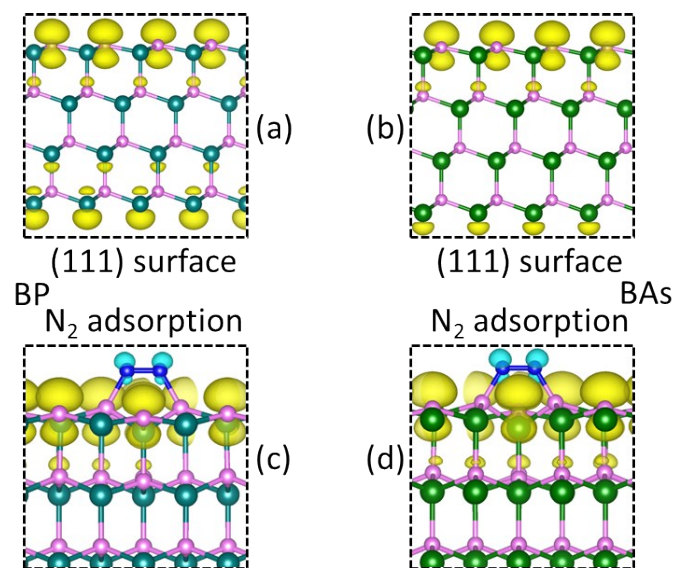 (a)
(b)
(111) surface
(111) surface
BP
BAs
N₂ adsorption
N₂ adsorption
(c)
(d)